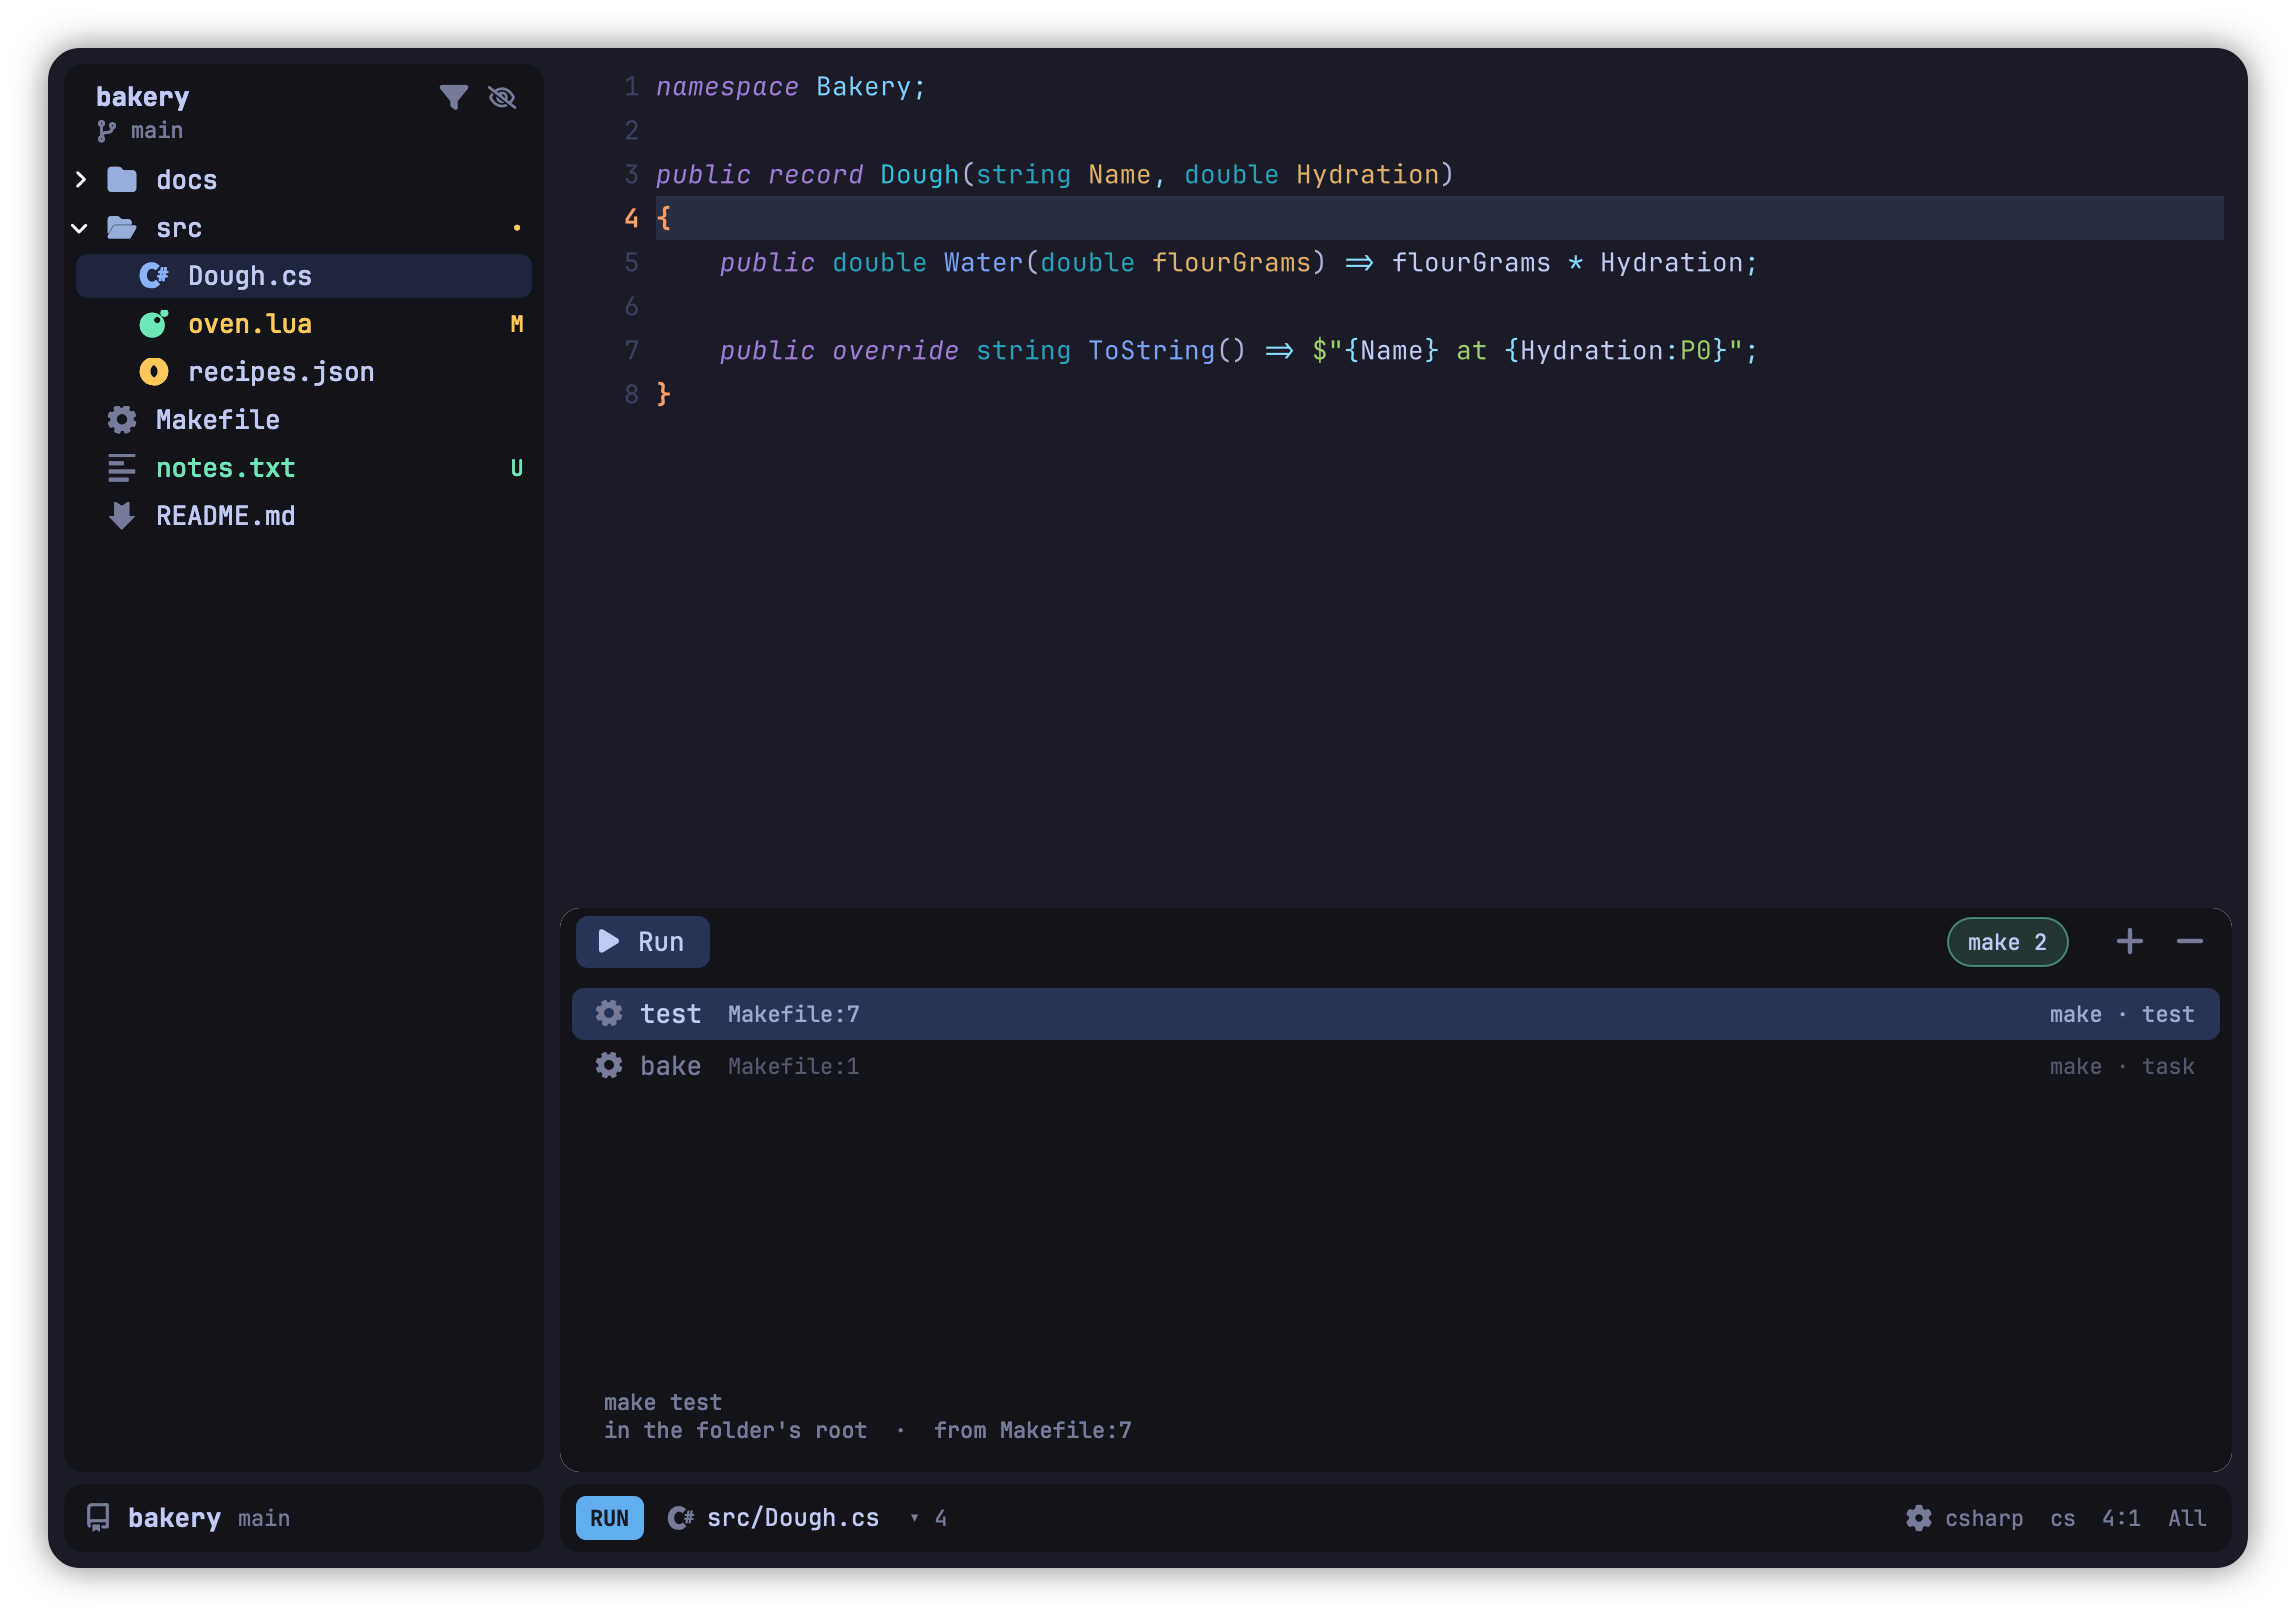 bakery
main
docs
src
Dough.cs
oven.lua M
recipes.json
Makefile
notes.txt U
README.md
1 namespace Bakery;
2
3 public record Dough(string Name, double Hydration)
4 {
5     public double Water(double flourGrams) => flourGrams * Hydration;
6
7     public override string ToString() => $"{Name} at {Hydration:P0}";
8 }
Run make 2 + −
test Makefile:7 make · test
bake Makefile:1 make · task
make test
in the folder's root · from Makefile:7
bakery main
RUN C# src/Dough.cs ▾ 4 csharp cs 4:1 All